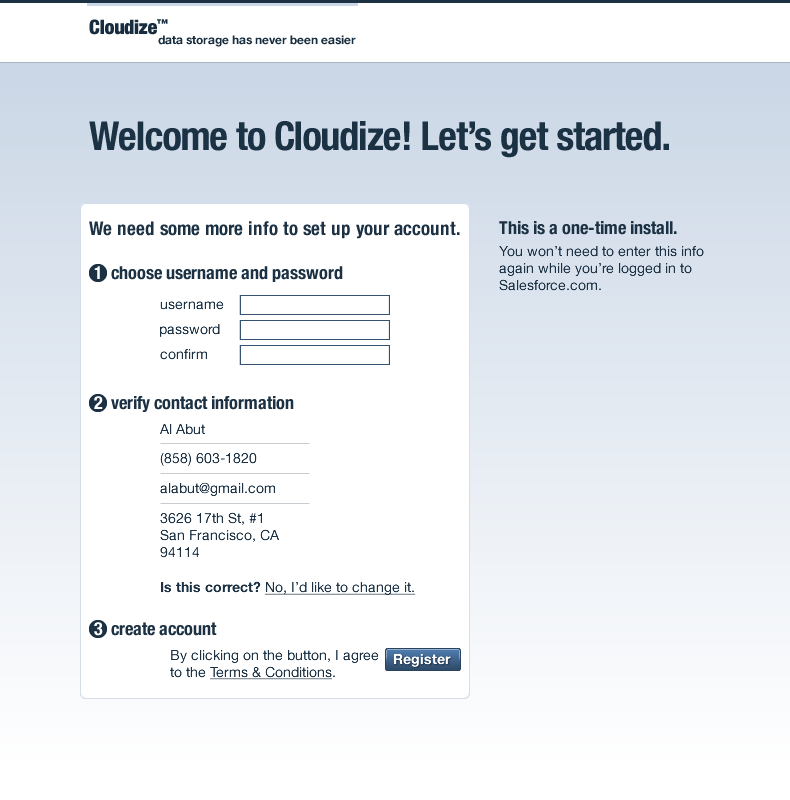 Cloudize™
data storage has never been easier
Welcome to Cloudize! Let's get started.
We need some more info to set up your account.
1 choose username and password
username
password
confirm
2 verify contact information
Al Abut
(858) 603-1820
alabut@gmail.com
3626 17th St, #1
San Francisco, CA
94114
Is this correct? No, I'd like to change it.
3 create account
By clicking on the button, I agree
to the Terms & Conditions.
Register
This is a one-time install.
You won't need to enter this info
again while you're logged in to
Salesforce.com.